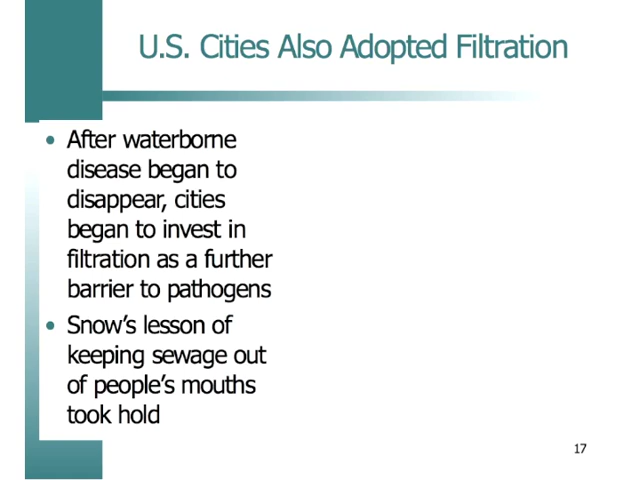 U.S. Cities Also Adopted Filtration
• After waterborne
disease began to
disappear, cities
began to invest in
filtration as a further
barrier to pathogens
• Snow’s lesson of
keeping sewage out
of people’s mouths
took hold
17